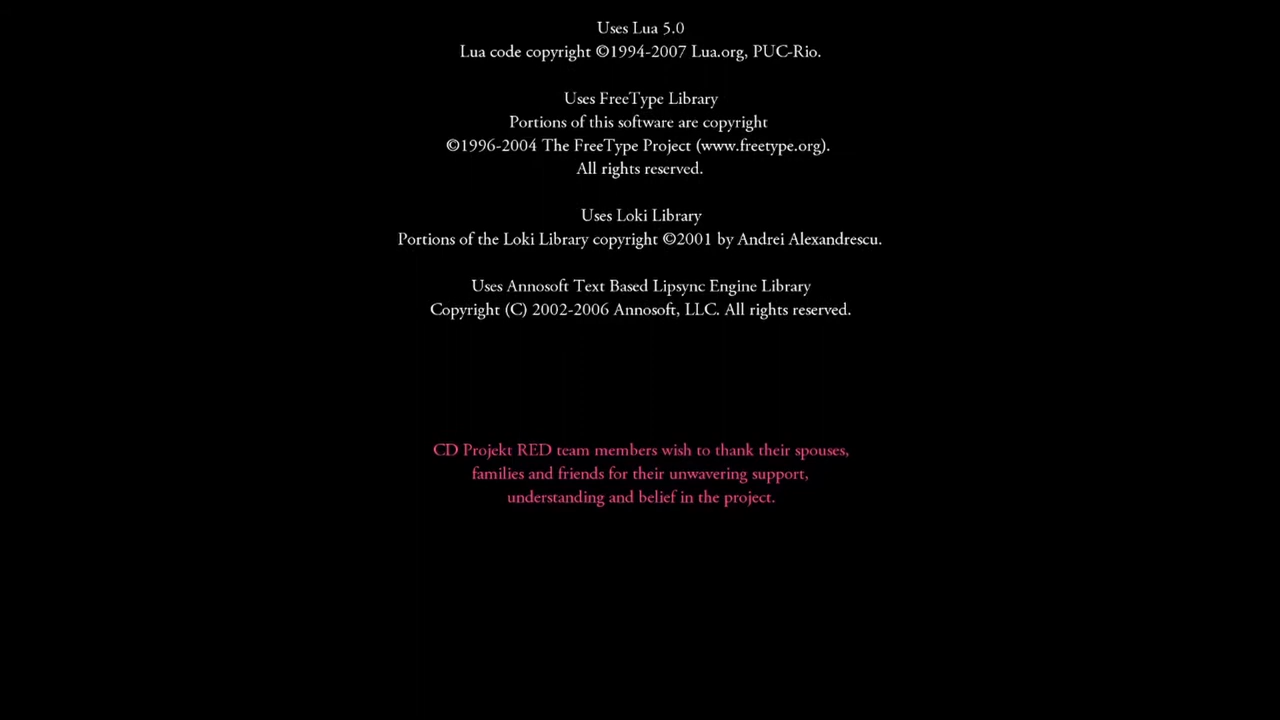 Uses Lua 5.0
Lua code copyright ©1994-2007 Lua.org, PUC-Rio.
Uses FreeType Library
Portions of this software are copyright
©1996-2004 The FreeType Project (www.freetype.org).
All rights reserved.
Uses Loki Library
Portions of the Loki Library copyright ©2001 by Andrei Alexandrescu.
Uses Annosoft Text Based Lipsync Engine Library
Copyright (C) 2002-2006 Annosoft, LLC. All rights reserved.
CD Projekt RED team members wish to thank their spouses,
families and friends for their unwavering support,
understanding and belief in the project.